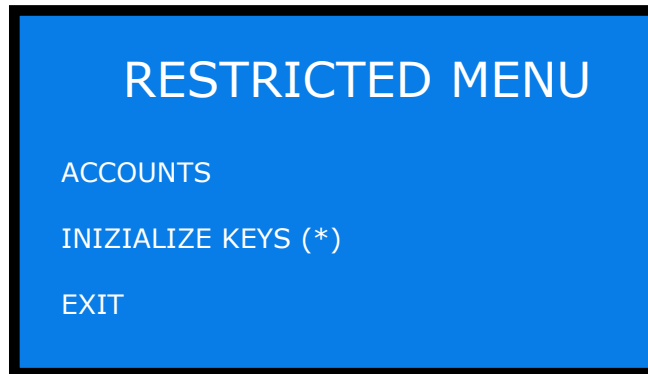 RESTRICTED MENU
ACCOUNTS
INIZIALIZE KEYS (*)
EXIT